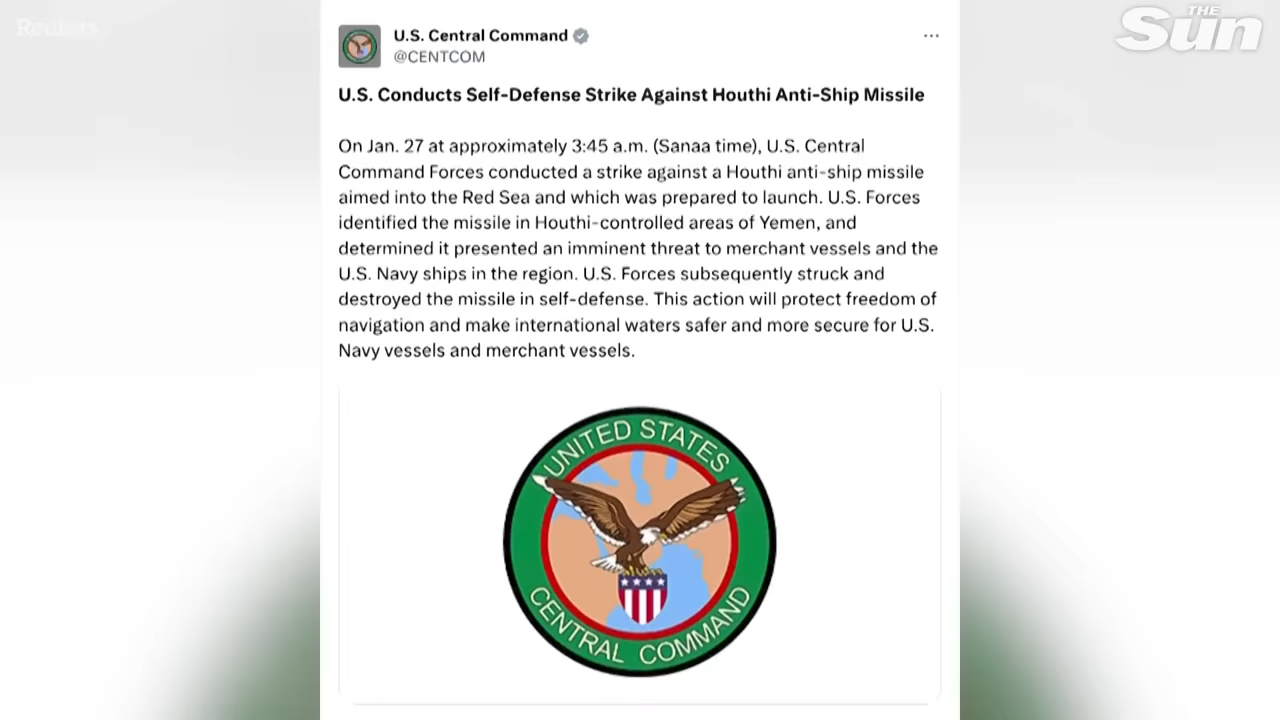 Reuters
THE
Sun
U.S. Central Command
@CENTCOM
U.S. Conducts Self-Defense Strike Against Houthi Anti-Ship Missile
On Jan. 27 at approximately 3:45 a.m. (Sanaa time), U.S. Central
Command Forces conducted a strike against a Houthi anti-ship missile
aimed into the Red Sea and which was prepared to launch. U.S. Forces
identified the missile in Houthi-controlled areas of Yemen, and
determined it presented an imminent threat to merchant vessels and the
U.S. Navy ships in the region. U.S. Forces subsequently struck and
destroyed the missile in self-defense. This action will protect freedom of
navigation and make international waters safer and more secure for U.S.
Navy vessels and merchant vessels.
UNITED STATES
CENTRAL COMMAND